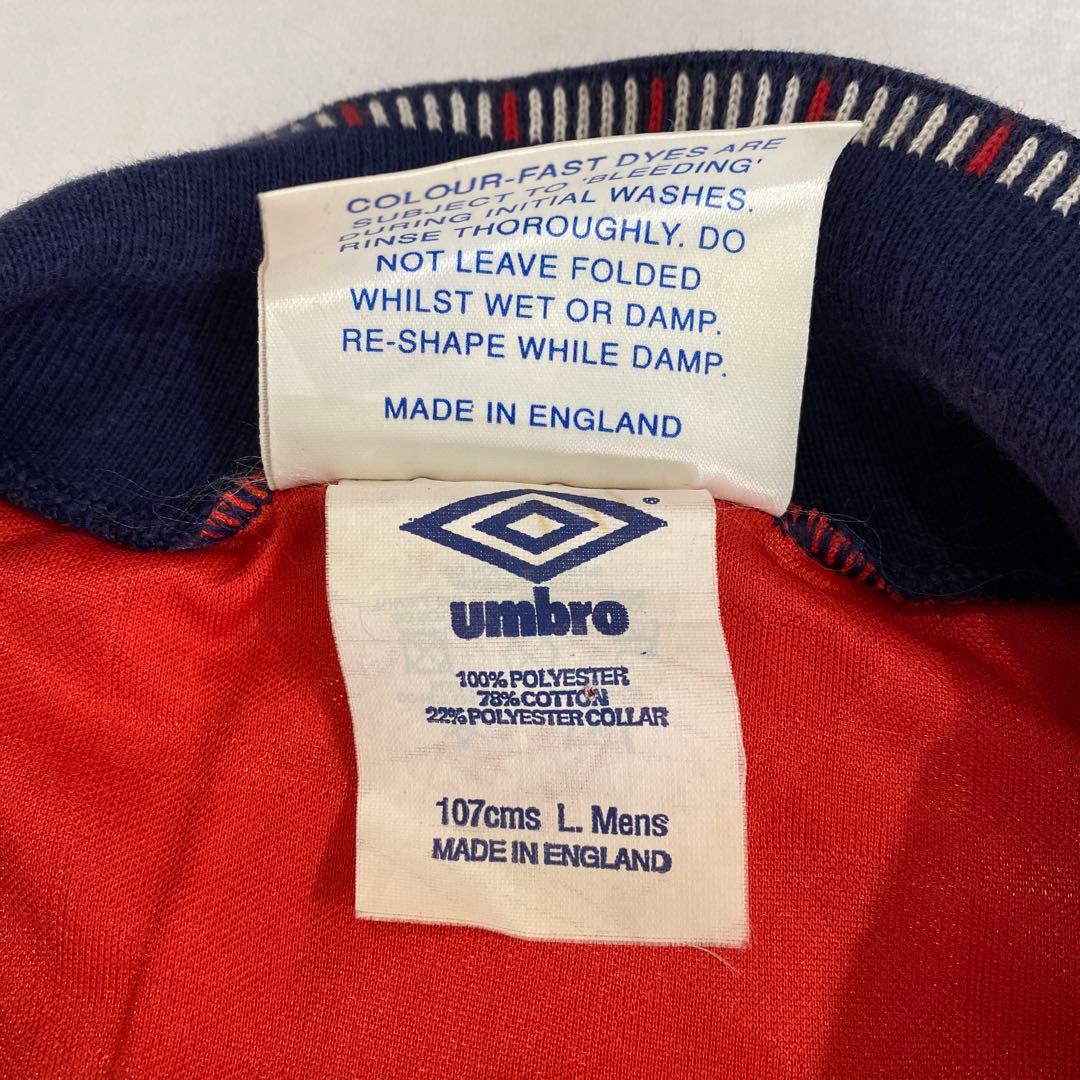 COLOUR-FAST DYES ARE
SUBJECT TO 'BLEEDING'
DURING INITIAL WASHES.
RINSE THOROUGHLY. DO
NOT LEAVE FOLDED
WHILST WET OR DAMP.
RE-SHAPE WHILE DAMP.
MADE IN ENGLAND
®
umbro
100% POLYESTER
78% COTTON
22% POLYESTER COLLAR
107cms L. Mens
MADE IN ENGLAND